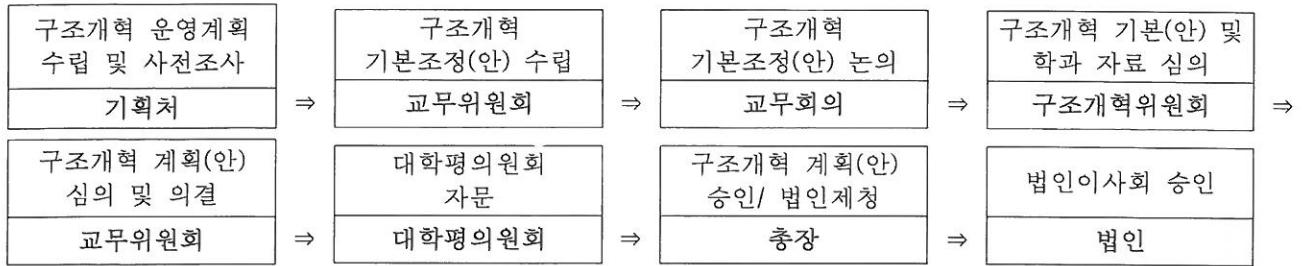 구조개혁 운영계획
수립 및 사전조사
기획처
⇒
구조개혁
기본조정(안) 수립
교무위원회
⇒
구조개혁
기본조정(안) 논의
교무회의
⇒
구조개혁 기본(안) 및
학과 자료 심의
구조개혁위원회
⇒
구조개혁 계획(안)
심의 및 의결
교무위원회
⇒
대학평의원회
자문
대학평의원회
⇒
구조개혁 계획(안)
승인/ 법인제청
총장
⇒
법인이사회 승인
법인